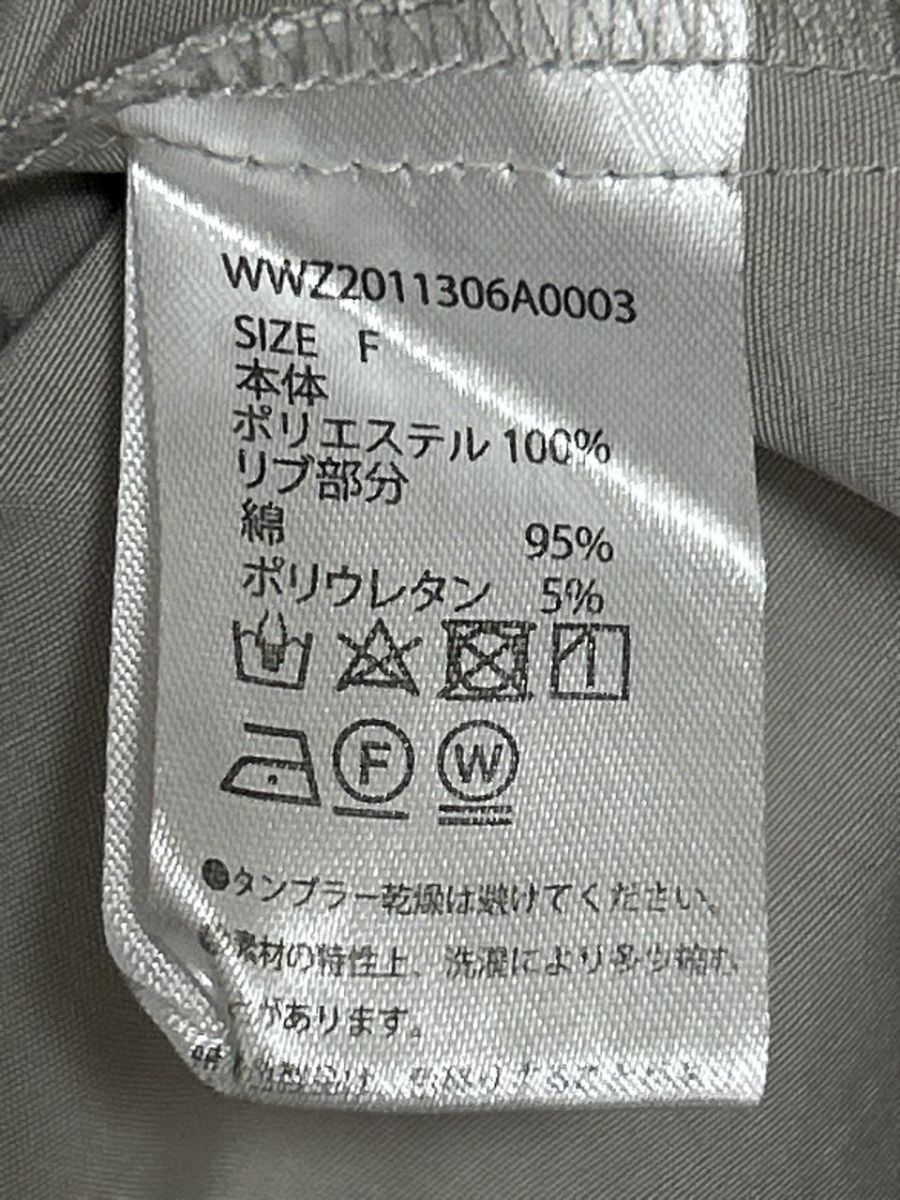 WWZ2011306A0003
SIZE F
本体
ポリエステル 100%
リブ部分
綿 95%
ポリウレタン 5%
F W
●タンブラー乾燥は避けてください。
素材の特性上、洗濯により多少縮む
があります。